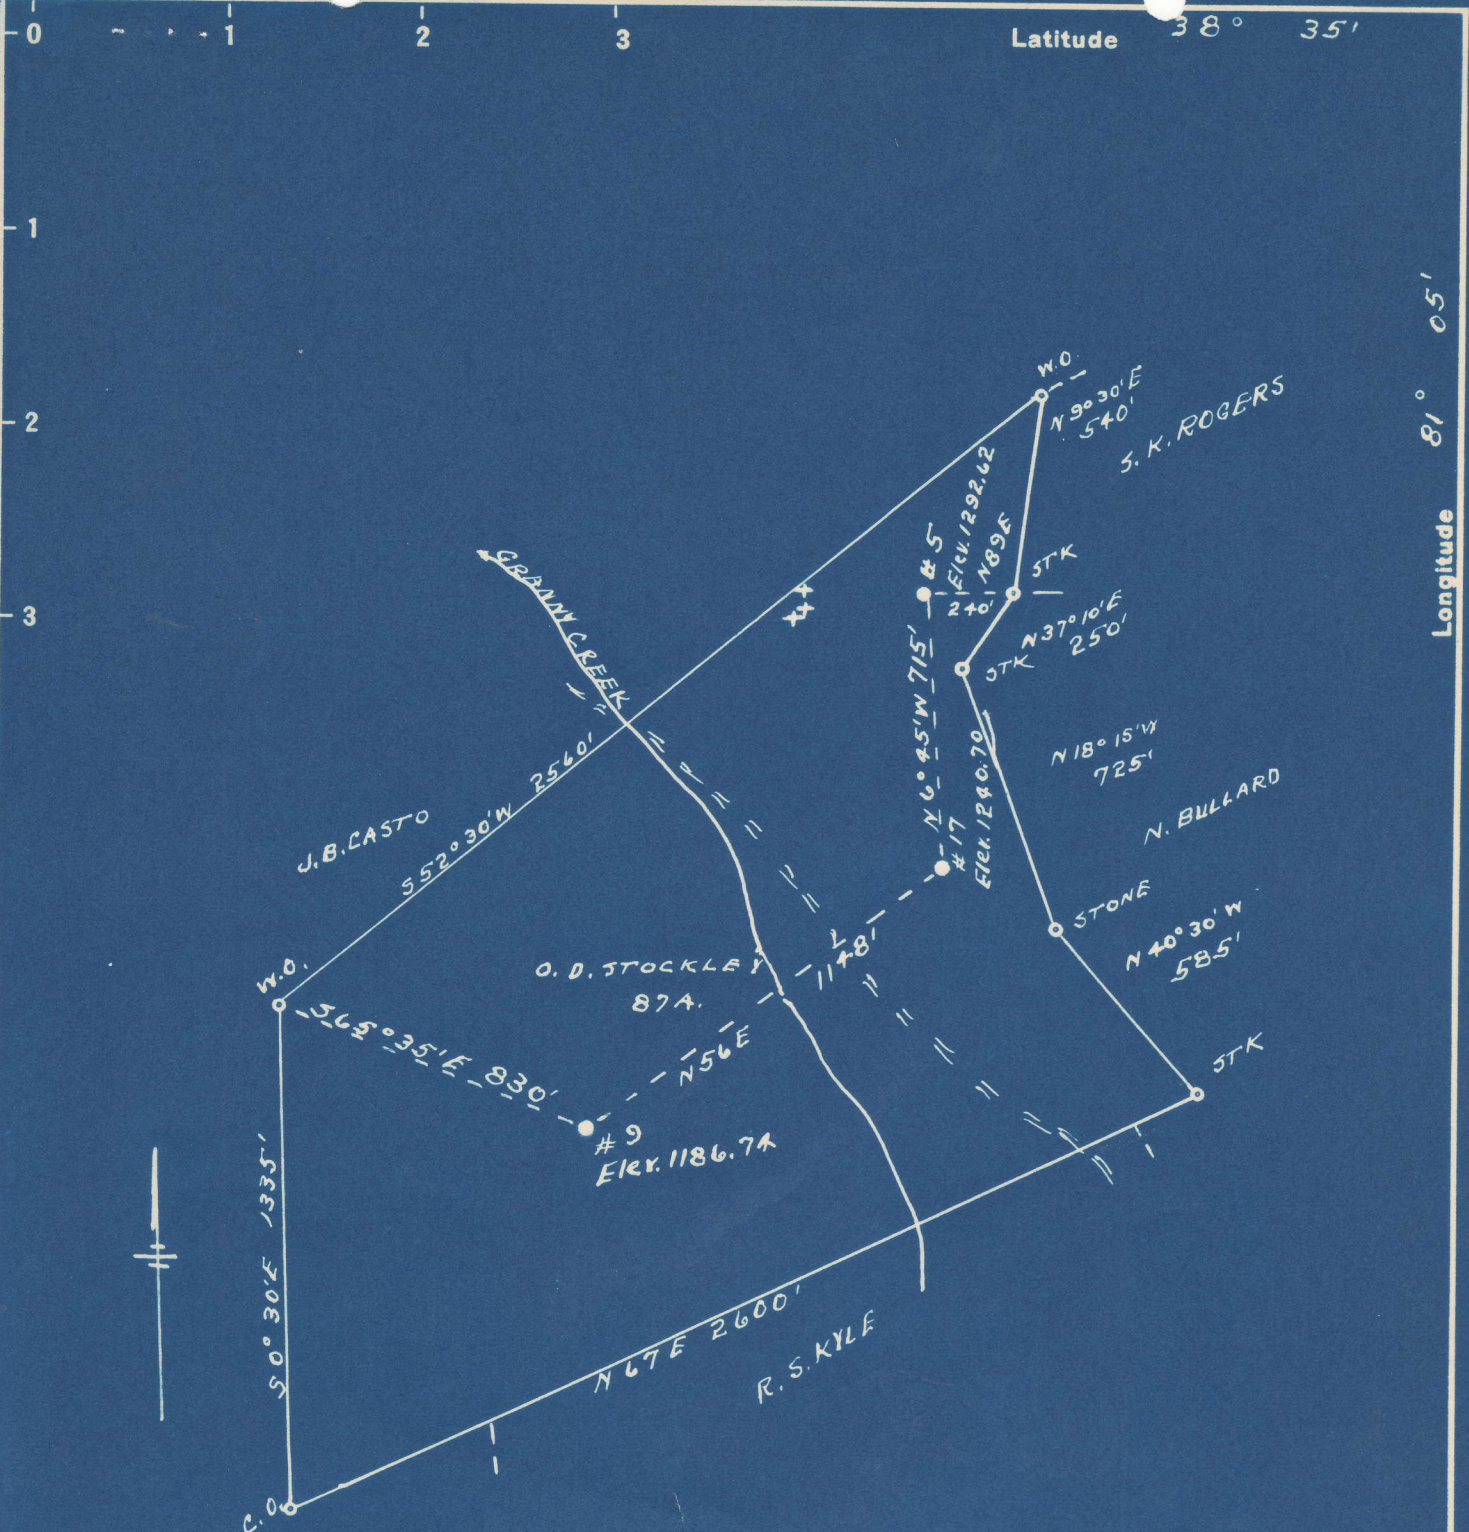 0 1 2 3
Latitude 38° 35'
1
2
3
Longitude 81° 05'
W.O.
N 9° 30' E
540'
S. K. ROGERS
Elev. 1292.62
# 5
N 89 E
240'
STK
N 37° 10' E
250'
STK
GRANNY CREEK
N 6° 45' W 715'
N 18° 15' W
725'
N. BULLARD
# 17
Elev. 1240.70
J. B. CASTO
S 52° 30' W 2560'
STONE
N 40° 30' W
585'
W.O.
O. D. STOCKLEY
87 A.
1148'
N 56 E
S 65° 35' E 830'
# 9
Elev. 1186.74
STK
S 0° 30' E 1335'
N 67 E 2600'
R. S. KYLE
C. O.